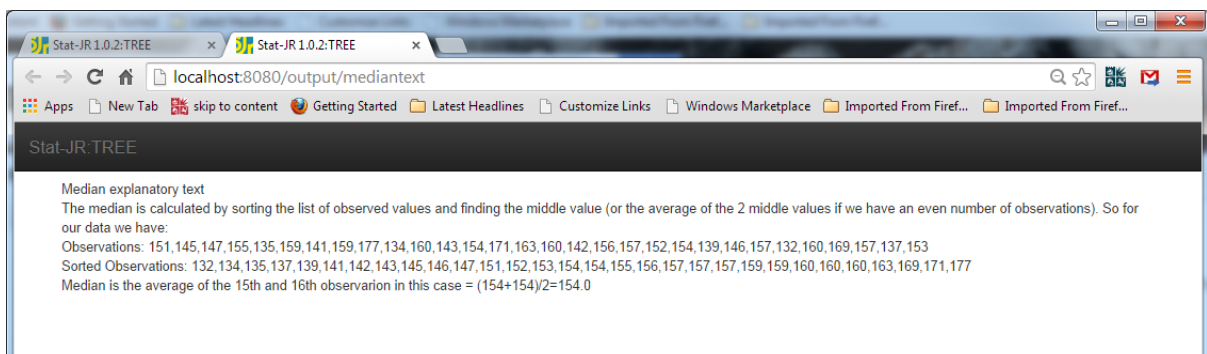 Stat-JR 1.0.2:TREE
Stat-JR 1.0.2:TREE
localhost:8080/output/mediantext
Apps New Tab skip to content Getting Started Latest Headlines Customize Links Windows Marketplace Imported From Firef... Imported From Firef...
Stat-JR:TREE
Median explanatory text
The median is calculated by sorting the list of observed values and finding the middle value (or the average of the 2 middle values if we have an even number of observations). So for
our data we have:
Observations: 151,145,147,155,135,159,141,159,177,134,160,143,154,171,163,160,142,156,157,152,154,139,146,157,132,160,169,157,137,153
Sorted Observations: 132,134,135,137,139,141,142,143,145,146,147,151,152,153,154,154,155,156,157,157,157,159,159,160,160,160,163,169,171,177
Median is the average of the 15th and 16th observarion in this case = (154+154)/2=154.0